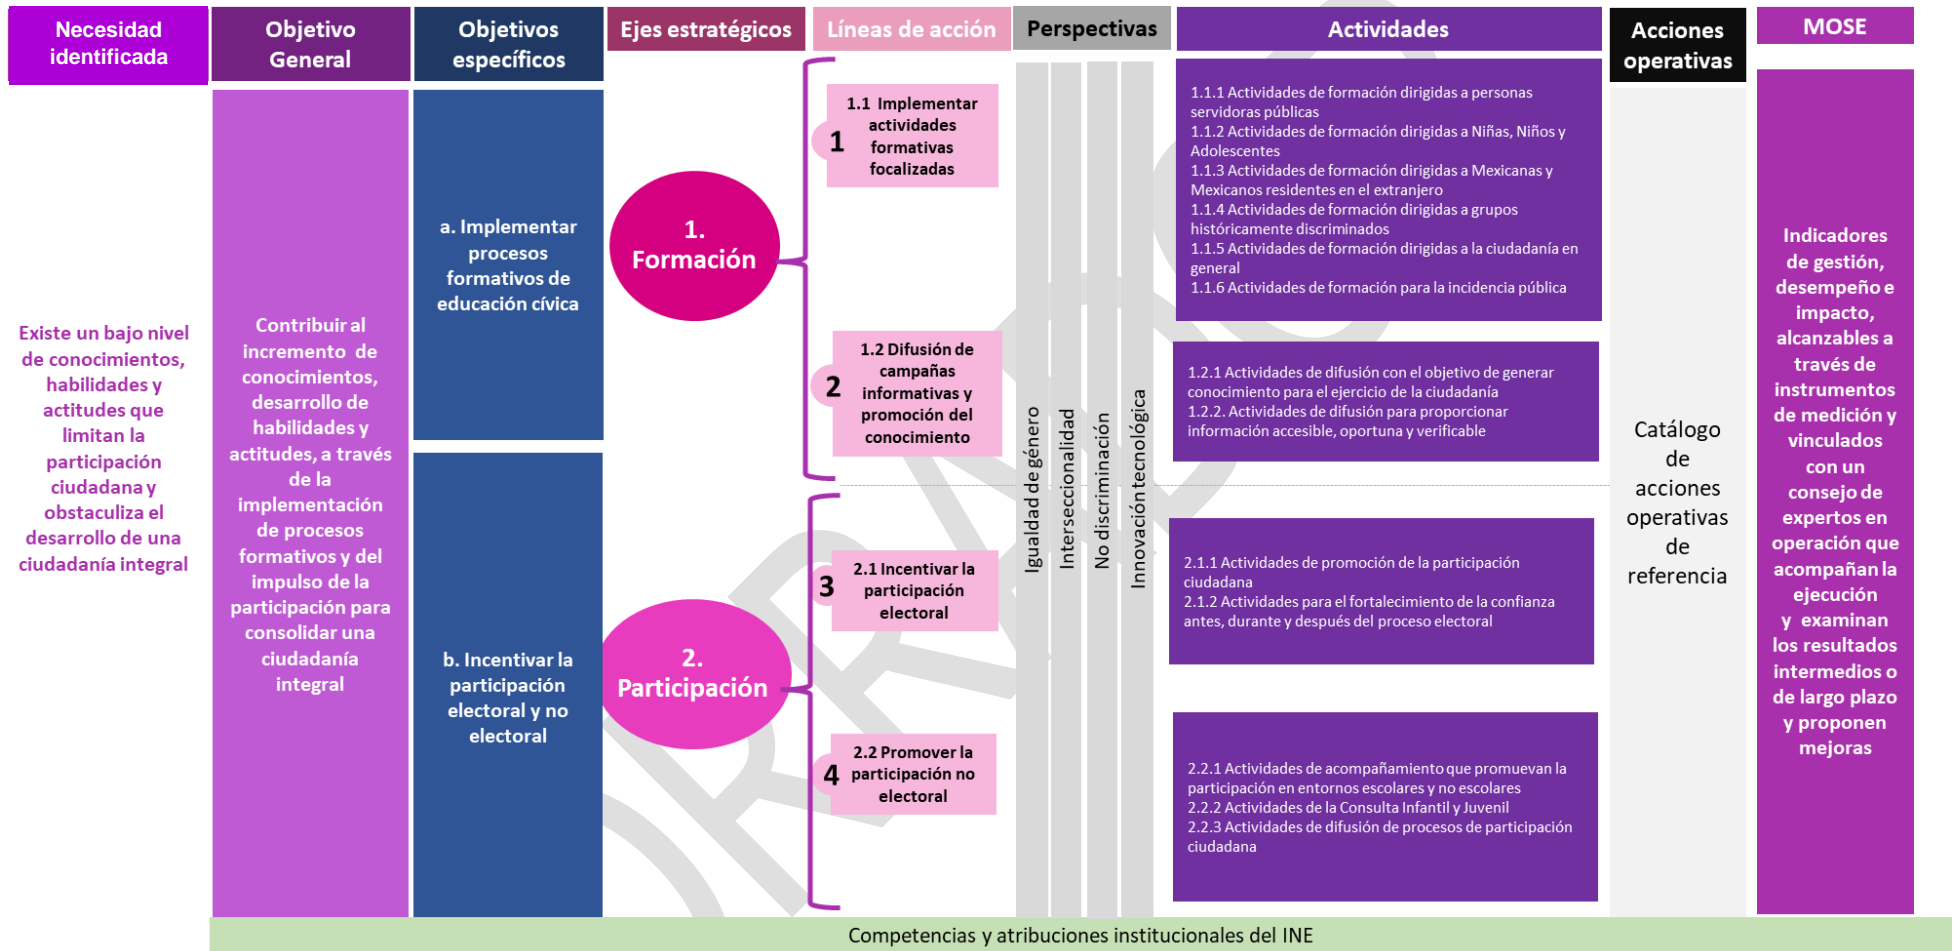 Necesidad
identificada
Objetivo
General
Objetivos
específicos
Ejes estratégicos
Líneas de acción
Perspectivas
Actividades
Acciones
operativas
MOSE
Existe un bajo nivel
de conocimientos,
habilidades y
actitudes que
limitan la
participación
ciudadana y
obstaculiza el
desarrollo de una
ciudadanía integral
Contribuir al
incremento de
conocimientos,
desarrollo de
habilidades y
actitudes, a través
de la
implementación
de procesos
formativos y del
impulso de la
participación para
consolidar una
ciudadanía
integral
a. Implementar
procesos
formativos de
educación cívica
b. Incentivar la
participación
electoral y no
electoral
1.
Formación
2.
Participación
1
1.1 Implementar
actividades
formativas
focalizadas
2
1.2 Difusión de
campañas
informativas y
promoción del
conocimiento
3
2.1 Incentivar la
participación
electoral
4
2.2 Promover la
participación no
electoral
Igualdad de género
Interseccionalidad
No discriminación
Innovación tecnológica
1.1.1 Actividades de formación dirigidas a personas
servidoras públicas
1.1.2 Actividades de formación dirigidas a Niñas, Niños y
Adolescentes
1.1.3 Actividades de formación dirigidas a Mexicanas y
Mexicanos residentes en el extranjero
1.1.4 Actividades de formación dirigidas a grupos
históricamente discriminados
1.1.5 Actividades de formación dirigidas a la ciudadanía en
general
1.1.6 Actividades de formación para la incidencia pública
1.2.1 Actividades de difusión con el objetivo de generar
conocimiento para el ejercicio de la ciudadanía
1.2.2. Actividades de difusión para proporcionar
información accesible, oportuna y verificable
2.1.1 Actividades de promoción de la participación
ciudadana
2.1.2 Actividades para el fortalecimiento de la confianza
antes, durante y después del proceso electoral
2.2.1 Actividades de acompañamiento que promuevan la
participación en entornos escolares y no escolares
2.2.2 Actividades de la Consulta Infantil y Juvenil
2.2.3 Actividades de difusión de procesos de participación
ciudadana
Catálogo
de
acciones
operativas
de
referencia
Indicadores
de gestión,
desempeño e
impacto,
alcanzables a
través de
instrumentos
de medición y
vinculados
con un
consejo de
expertos en
operación que
acompañan la
ejecución
y examinan
los resultados
intermedios o
de largo plazo
y proponen
mejoras
Competencias y atribuciones institucionales del INE